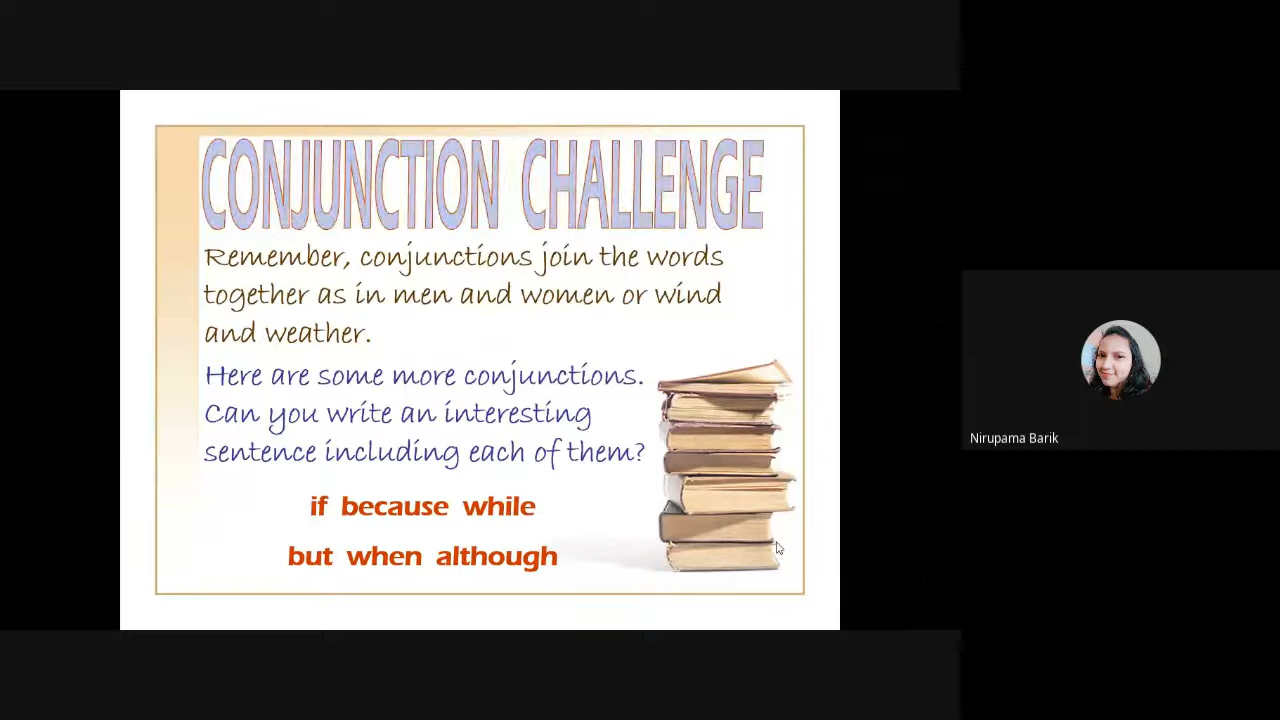 CONJUNCTION CHALLENGE
Remember, conjunctions join the words
together as in men and women or wind
and weather.
Here are some more conjunctions.
Can you write an interesting
sentence including each of them?
if because while
but when although
Nirupama Barik